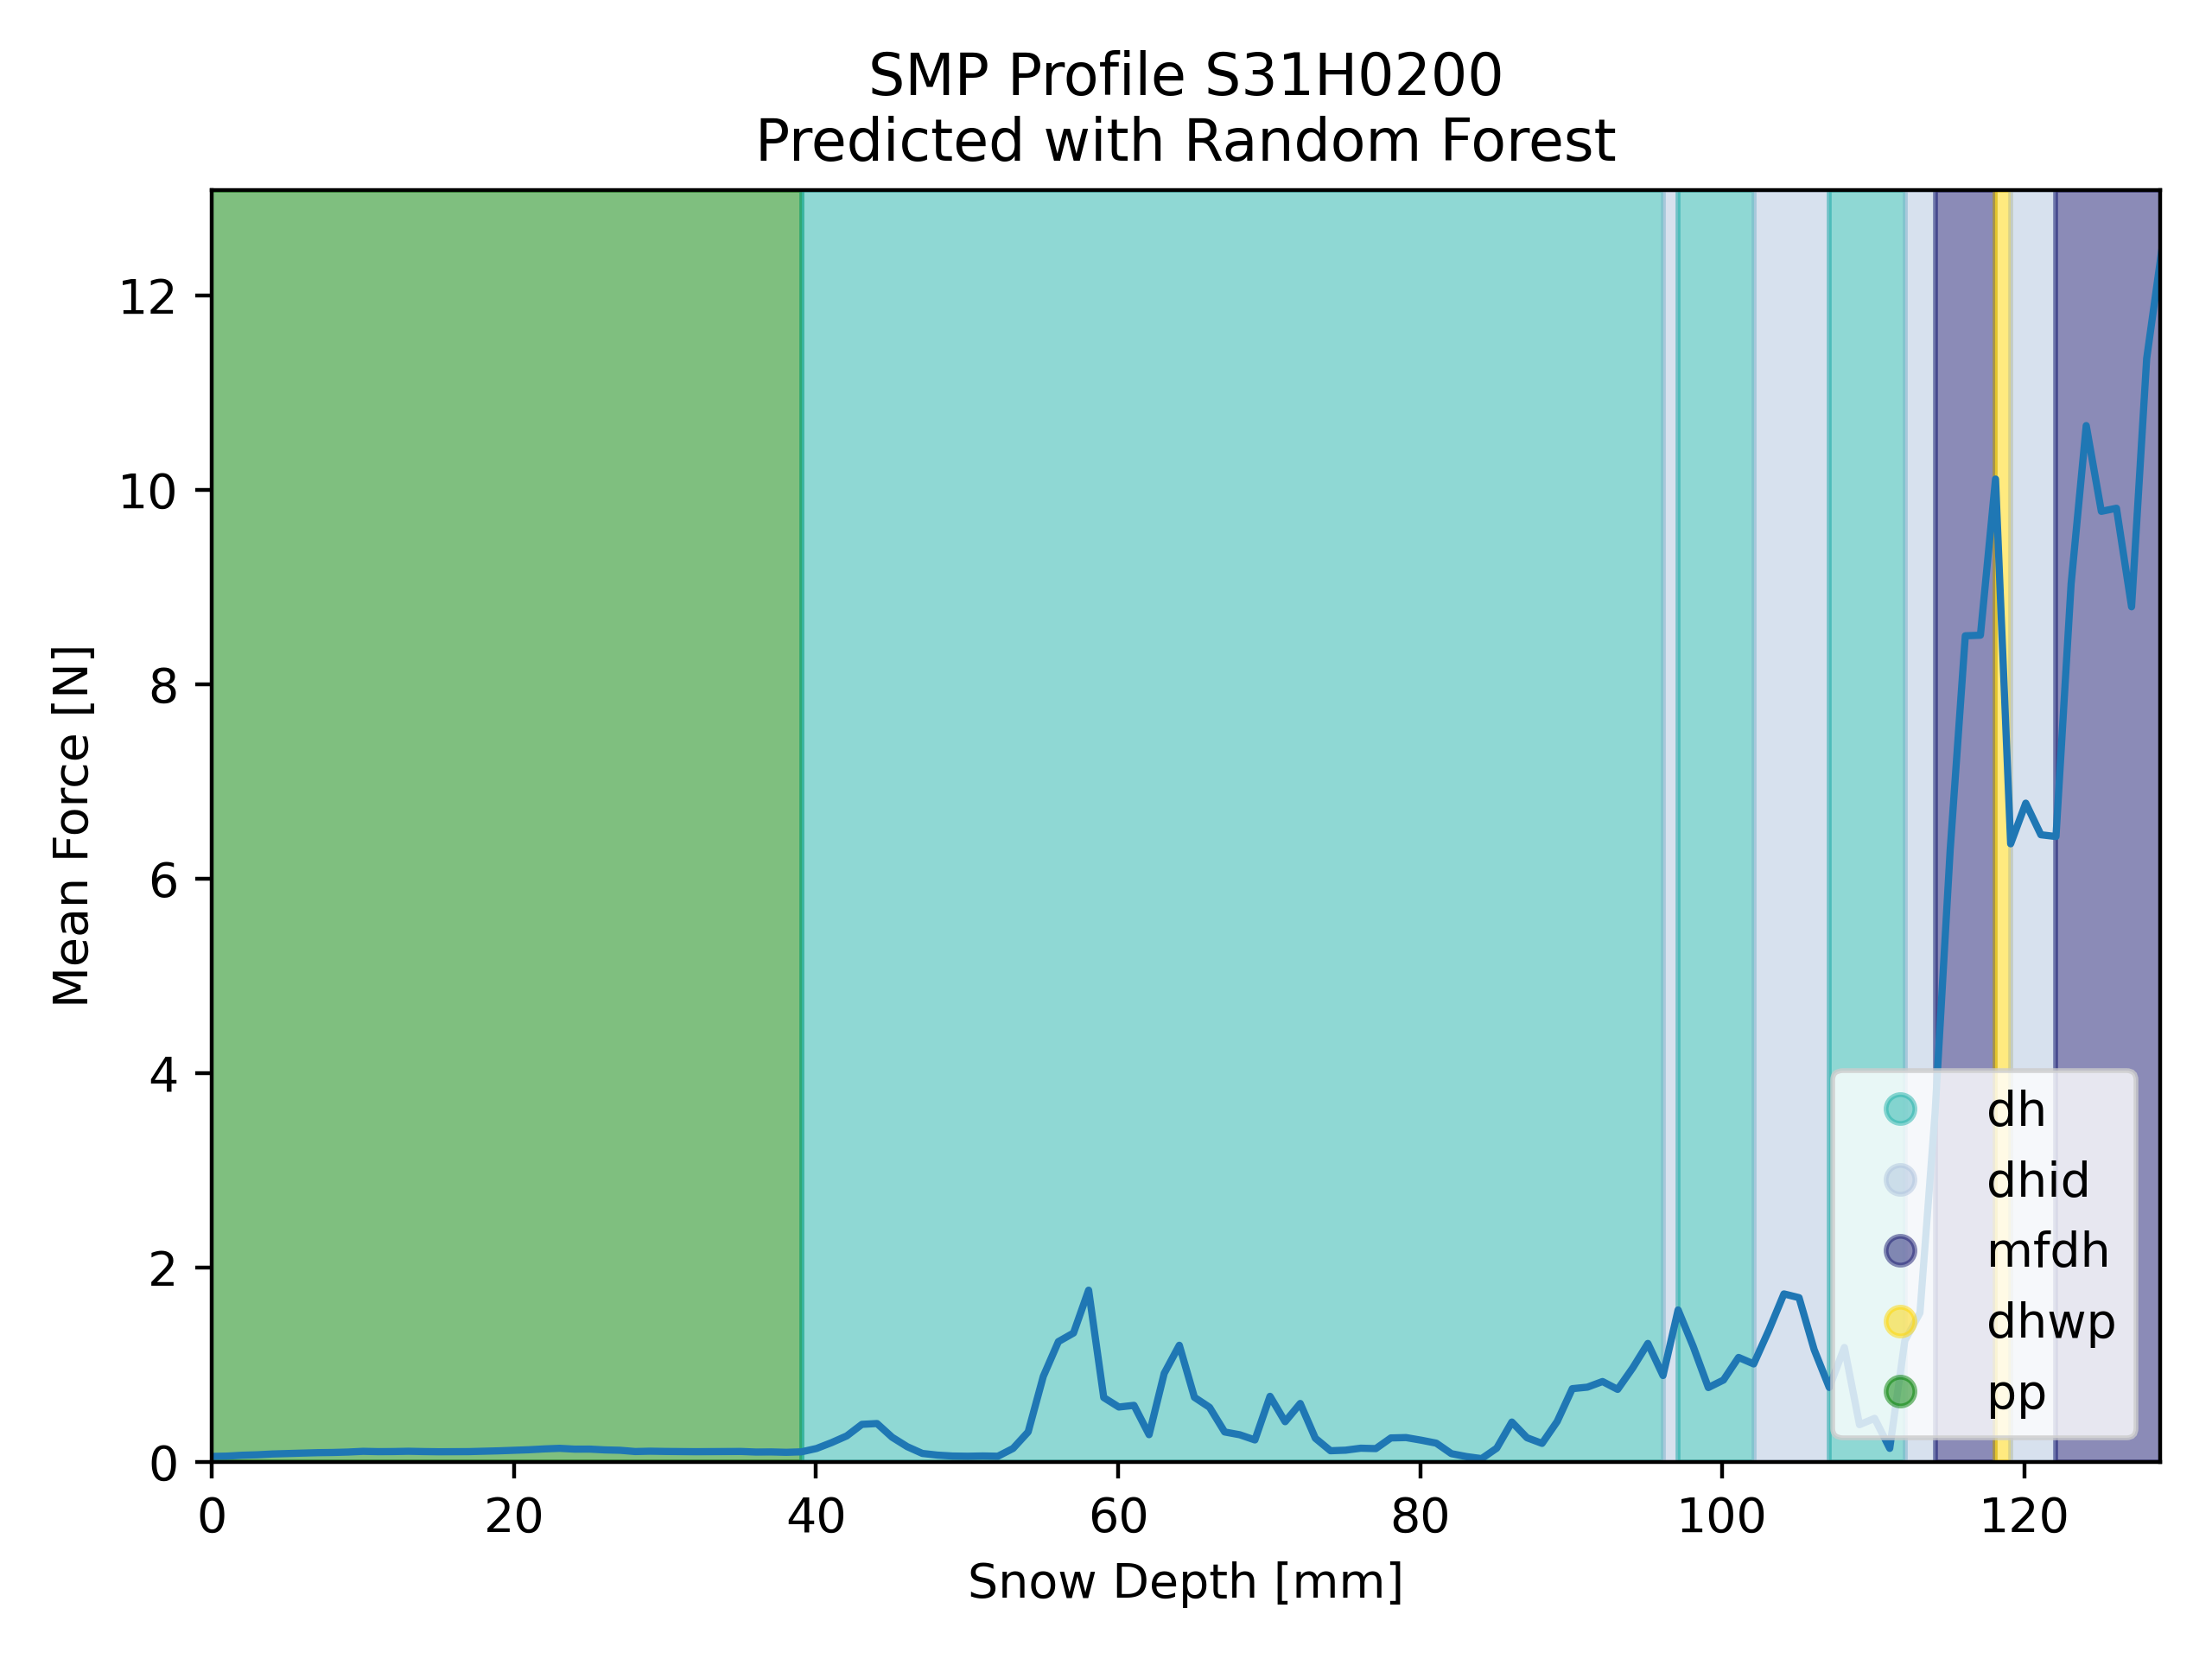 SMP Profile S31H0200
Predicted with Random Forest
Mean Force [N]
12
10
8
6
4
2
0
dh
dhid
mfdh
dhwp
pp
0 20 40 60 80 100 120
Snow Depth [mm]